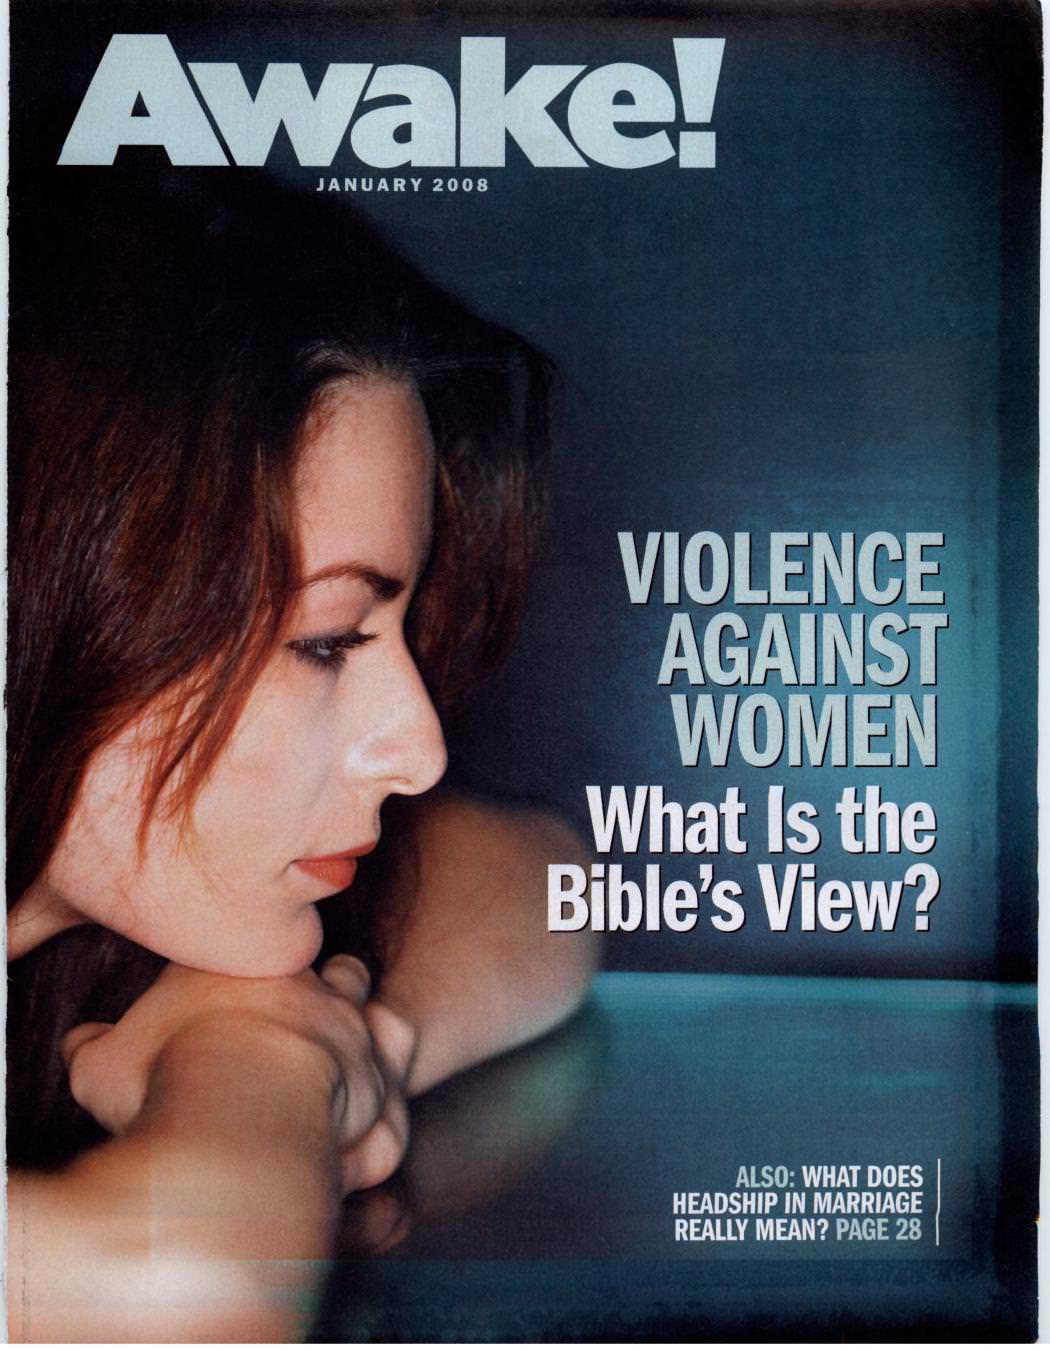 Awake!
JANUARY 2008
VIOLENCE
AGAINST
WOMEN
What Is the
Bible's View?
ALSO: WHAT DOES
HEADSHIP IN MARRIAGE
REALLY MEAN? PAGE 28